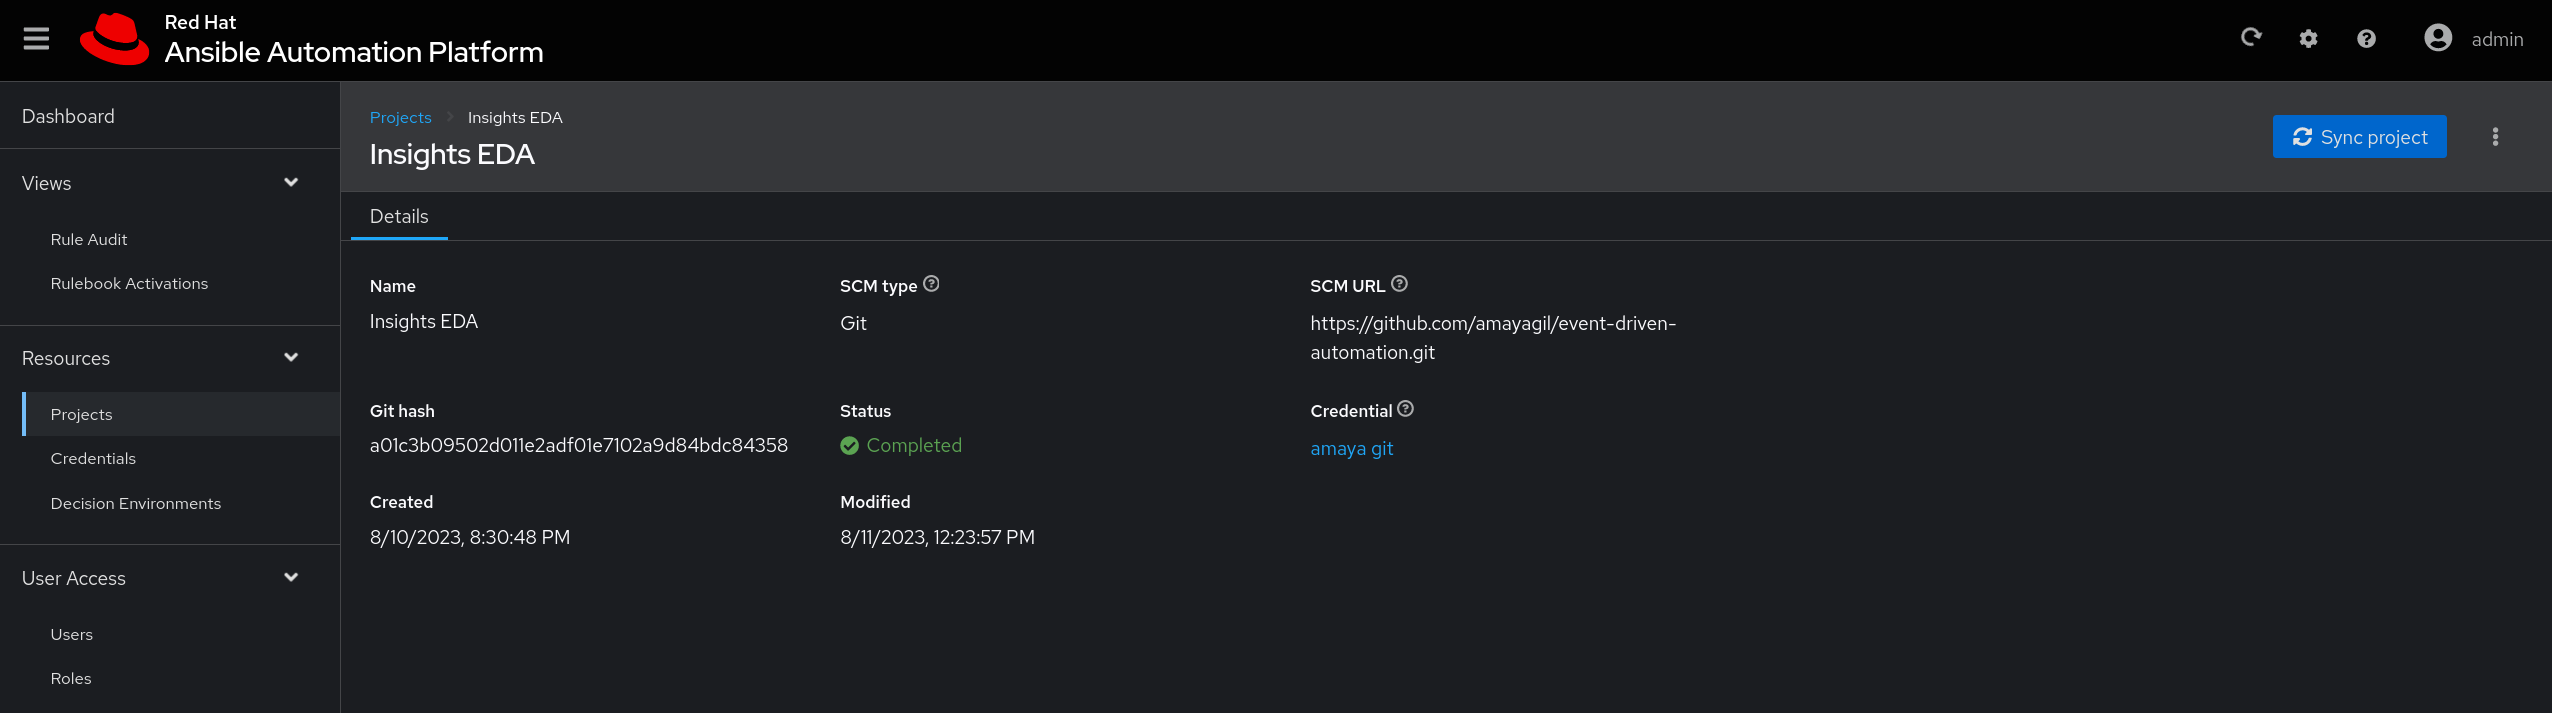 Red Hat
Ansible Automation Platform
admin
Dashboard
Views
Rule Audit
Rulebook Activations
Resources
Projects
Credentials
Decision Environments
User Access
Users
Roles
Projects > Insights EDA
Insights EDA
Sync project
Details
Name
Insights EDA
SCM type
Git
SCM URL
https://github.com/amayagil/event-driven-
automation.git
Git hash
a01c3b09502d011e2adf01e7102a9d84bdc84358
Status
Completed
Credential
amaya git
Created
8/10/2023, 8:30:48 PM
Modified
8/11/2023, 12:23:57 PM